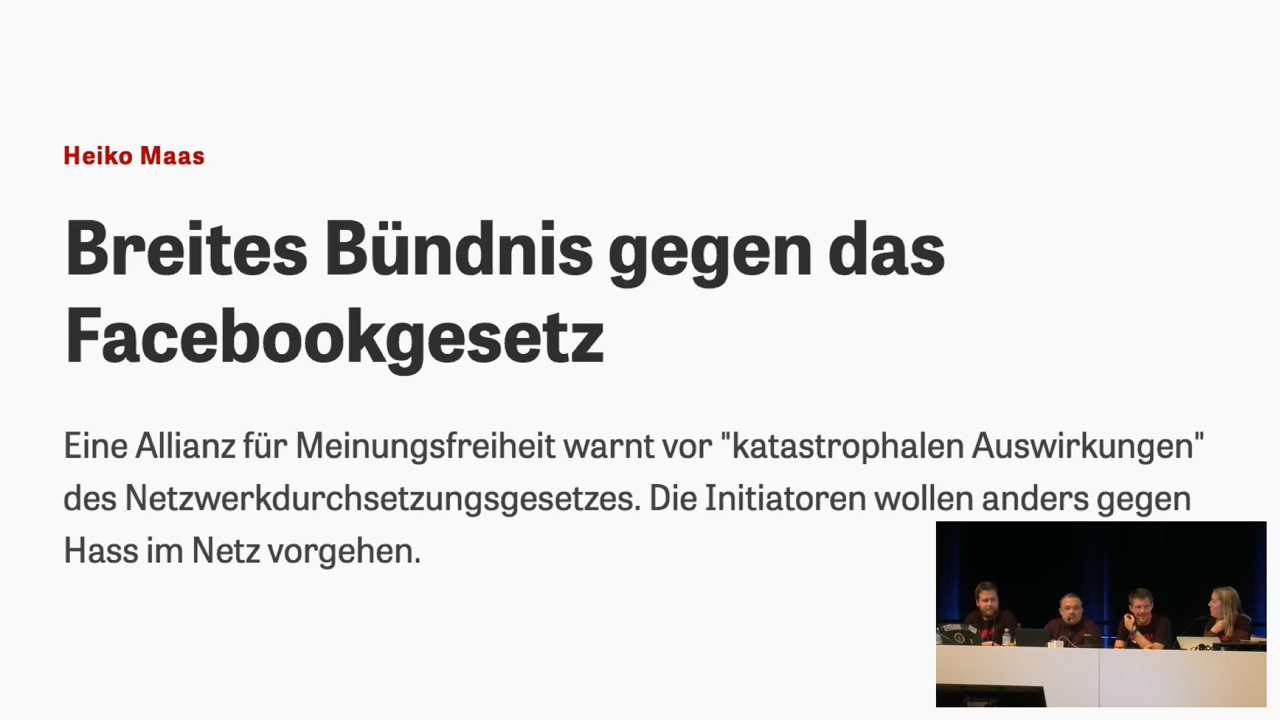 Heiko Maas
Breites Bündnis gegen das
Facebookgesetz
Eine Allianz für Meinungsfreiheit warnt vor "katastrophalen Auswirkungen"
des Netzwerkdurchsetzungsgesetzes. Die Initiatoren wollen anders gegen
Hass im Netz vorgehen.